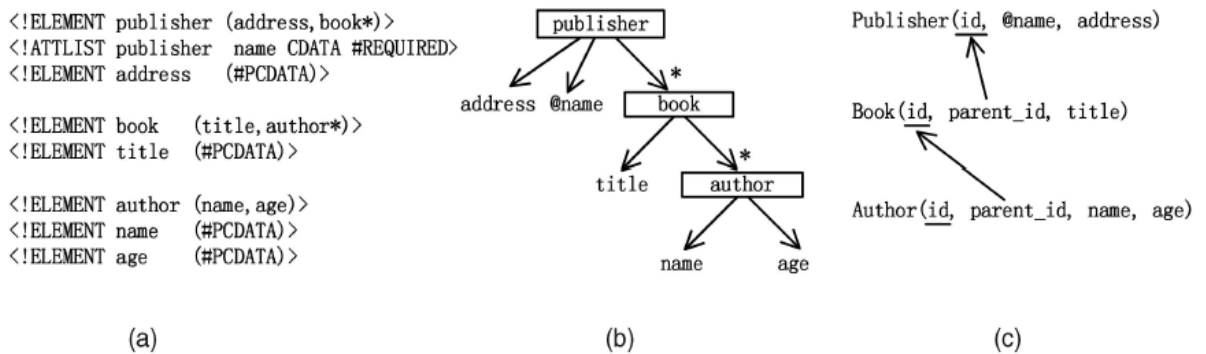 <!ELEMENT publisher (address,book*)>
<!ATTLIST publisher name CDATA #REQUIRED>
<!ELEMENT address (#PCDATA)>
<!ELEMENT book (title,author*)>
<!ELEMENT title (#PCDATA)>
<!ELEMENT author (name,age)>
<!ELEMENT name (#PCDATA)>
<!ELEMENT age (#PCDATA)>
(a)
publisher
*
address @name book
*
title author
name age
(b)
Publisher(id, @name, address)
Book(id, parent_id, title)
Author(id, parent_id, name, age)
(c)